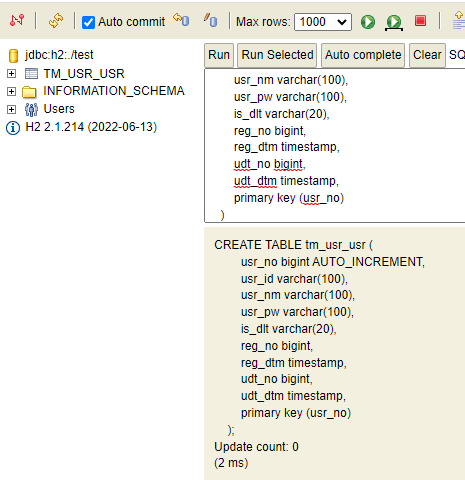 Auto commit
Max rows: 1000
jdbc:h2:./test
TM_USR_USR
INFORMATION_SCHEMA
Users
H2 2.1.214 (2022-06-13)
Run Run Selected Auto complete Clear SQ
usr_nm varchar(100),
usr_pw varchar(100),
is_dlt varchar(20),
reg_no bigint,
reg_dtm timestamp,
udt_no bigint,
udt_dtm timestamp,
primary key (usr_no)
)
CREATE TABLE tm_usr_usr (
usr_no bigint AUTO_INCREMENT,
usr_id varchar(100),
usr_nm varchar(100),
usr_pw varchar(100),
is_dlt varchar(20),
reg_no bigint,
reg_dtm timestamp,
udt_no bigint,
udt_dtm timestamp,
primary key (usr_no)
);
Update count: 0
(2 ms)